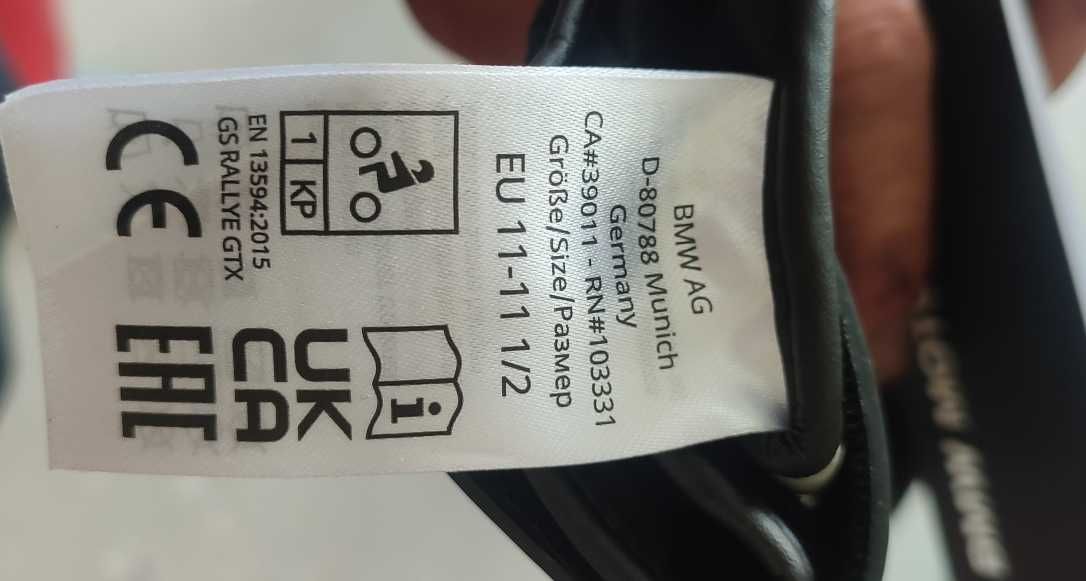 BMW AG
D-80788 Munich
Germany
CA#39011 - RN#103331
Größe/Size/Размер
EU 11-11 1/2
1 KP
i
EN 13594:2015
GS RALLYE GTX
CE
UK
CA
EAC